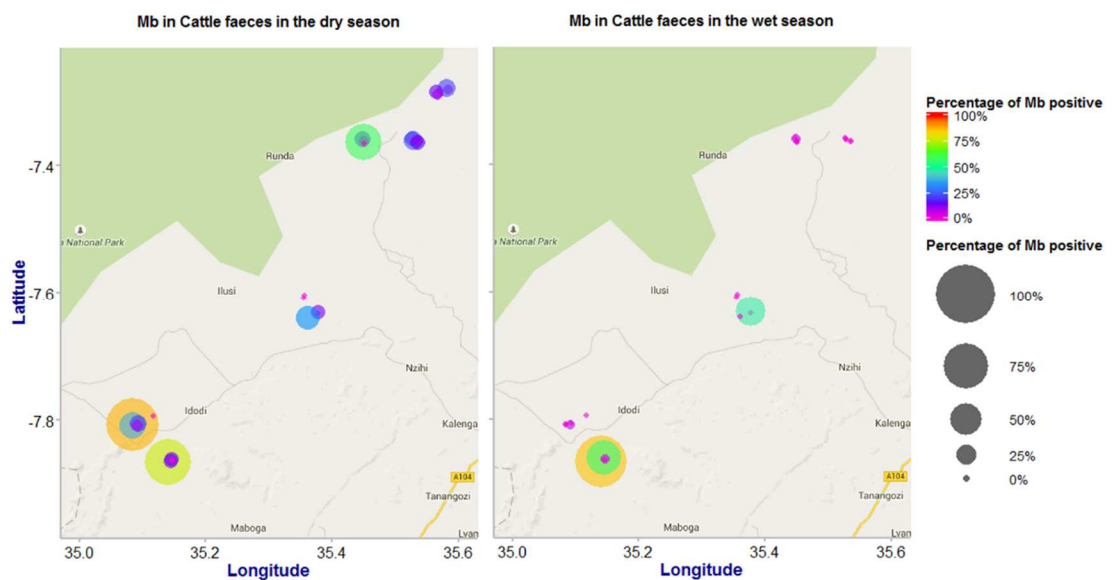 Mb in Cattle faeces in the dry season
Mb in Cattle faeces in the wet season
Latitude
-7.4
-7.6
-7.8
Runda
a National Park
Ilusi
Nzihi
Idodi
Kalenga
A104
Tanangozi
Maboga
Lyan
35.0
35.2
35.4
35.6
Longitude
Runda
a National Park
Ilusi
Nzihi
Idodi
Kalenga
A104
Tanangozi
Maboga
Lyan
35.0
35.2
35.4
35.6
Longitude
Percentage of Mb positive
100%
75%
50%
25%
0%
Percentage of Mb positive
100%
75%
50%
25%
0%